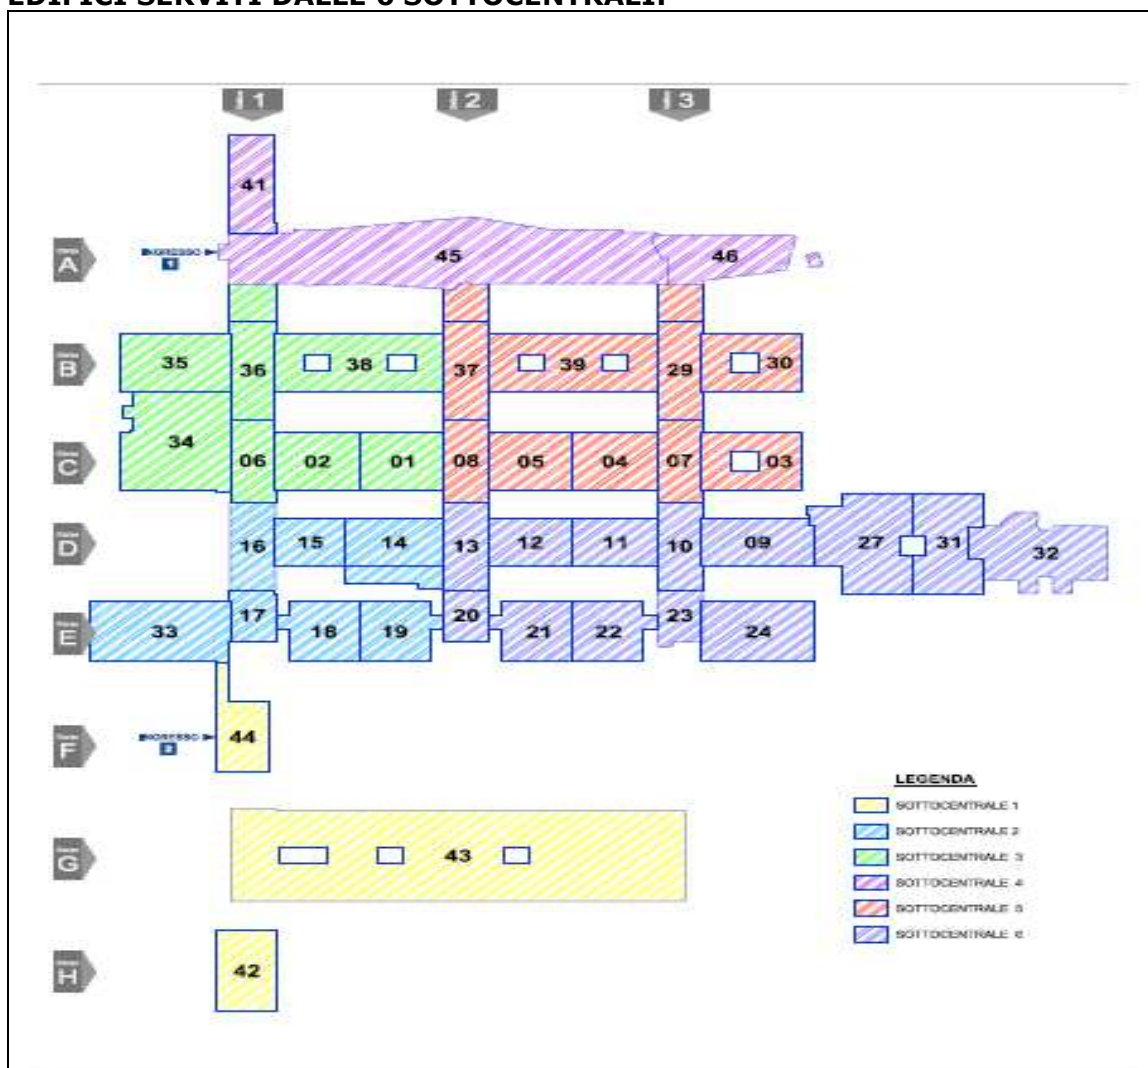 EDIFICI SERVITI DALLE 6 SOTTOCENTRALI:
1 2 3
41
A INGRESSO 45 46
1
B 35 36 38 37 39 29 30
C 34 06 02 01 08 05 04 07 03
D 16 15 14 13 12 11 10 09 27 31 32
E 33 17 18 19 20 21 22 23 24
F INGRESSO 44
2
LEGENDA
SOTTOCENTRALE 1
SOTTOCENTRALE 2
SOTTOCENTRALE 3
SOTTOCENTRALE 4
SOTTOCENTRALE 5
SOTTOCENTRALE 6
G 43
H 42